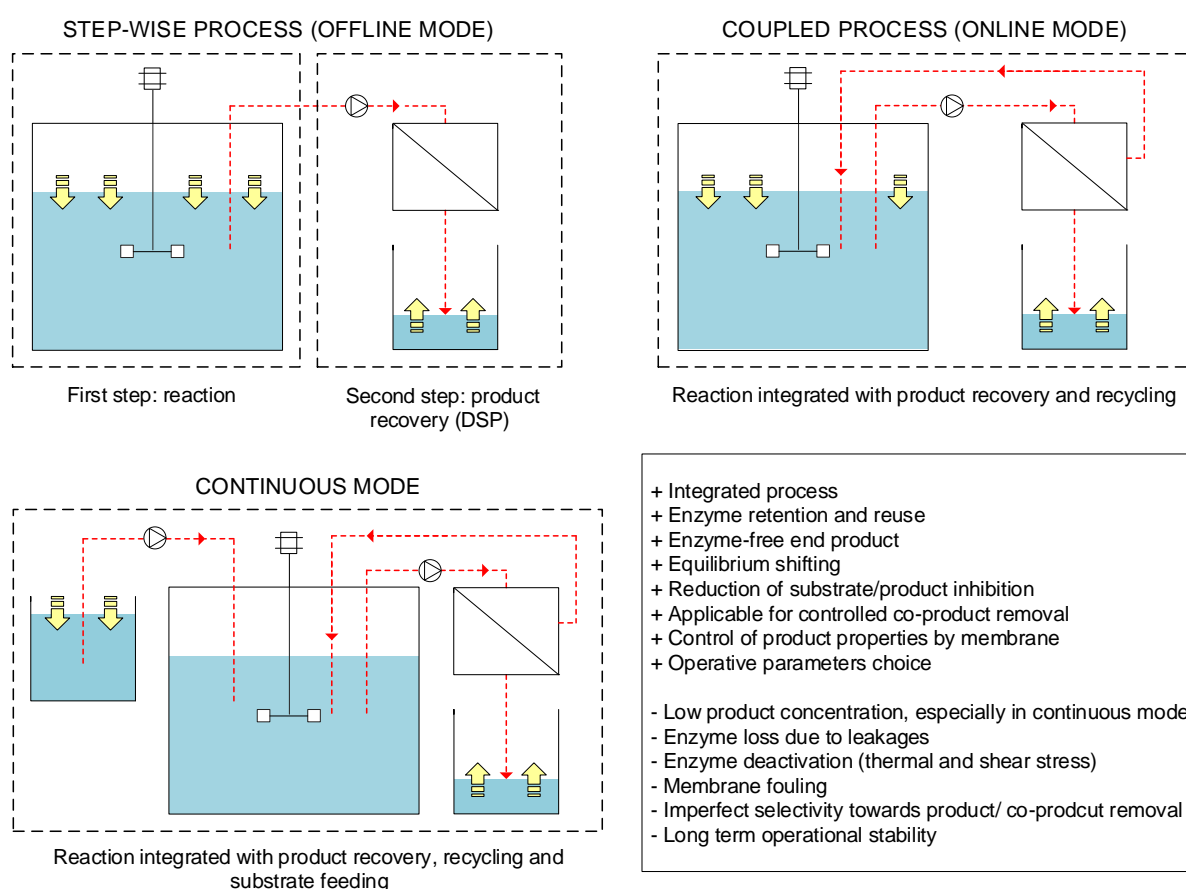 STEP-WISE PROCESS (OFFLINE MODE)
COUPLED PROCESS (ONLINE MODE)
First step: reaction
Second step: product
recovery (DSP)
Reaction integrated with product recovery and recycling
CONTINUOUS MODE
Reaction integrated with product recovery, recycling and
substrate feeding
+ Integrated process
+ Enzyme retention and reuse
+ Enzyme-free end product
+ Equilibrium shifting
+ Reduction of substrate/product inhibition
+ Applicable for controlled co-product removal
+ Control of product properties by membrane
+ Operative parameters choice
- Low product concentration, especially in continuous mode
- Enzyme loss due to leakages
- Enzyme deactivation (thermal and shear stress)
- Membrane fouling
- Imperfect selectivity towards product/ co-prodcut removal
- Long term operational stability